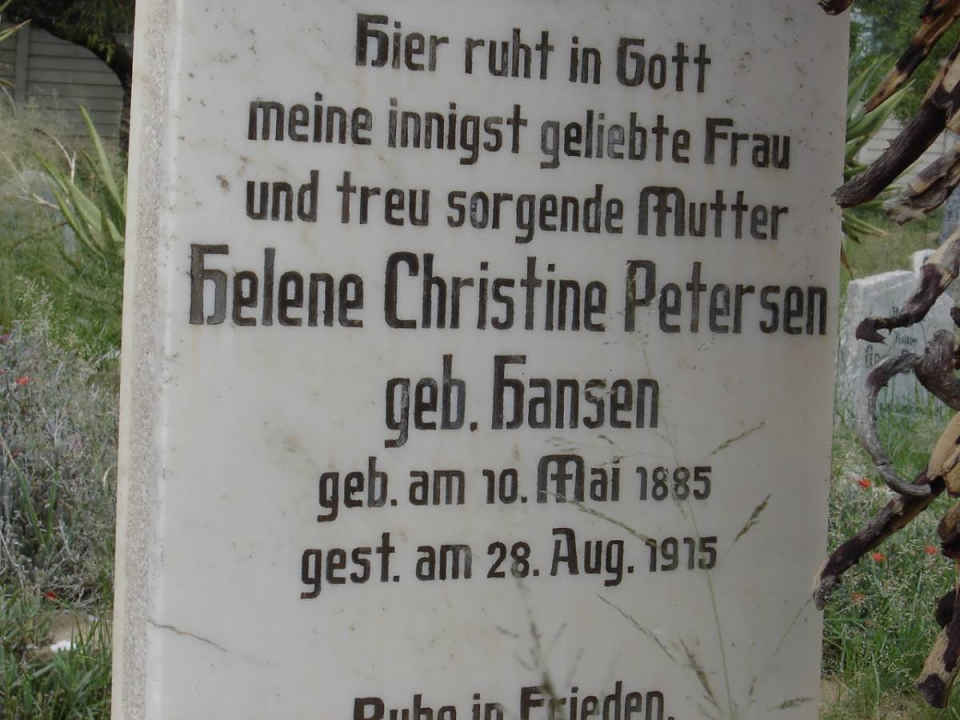 Hier ruht in Gott
meine innigst geliebte Frau
und treu sorgende Mutter
Helene Christine Petersen
geb. Hansen
geb. am 10. Mai 1885
gest. am 28. Aug. 1915
Ruhe in Frieden.